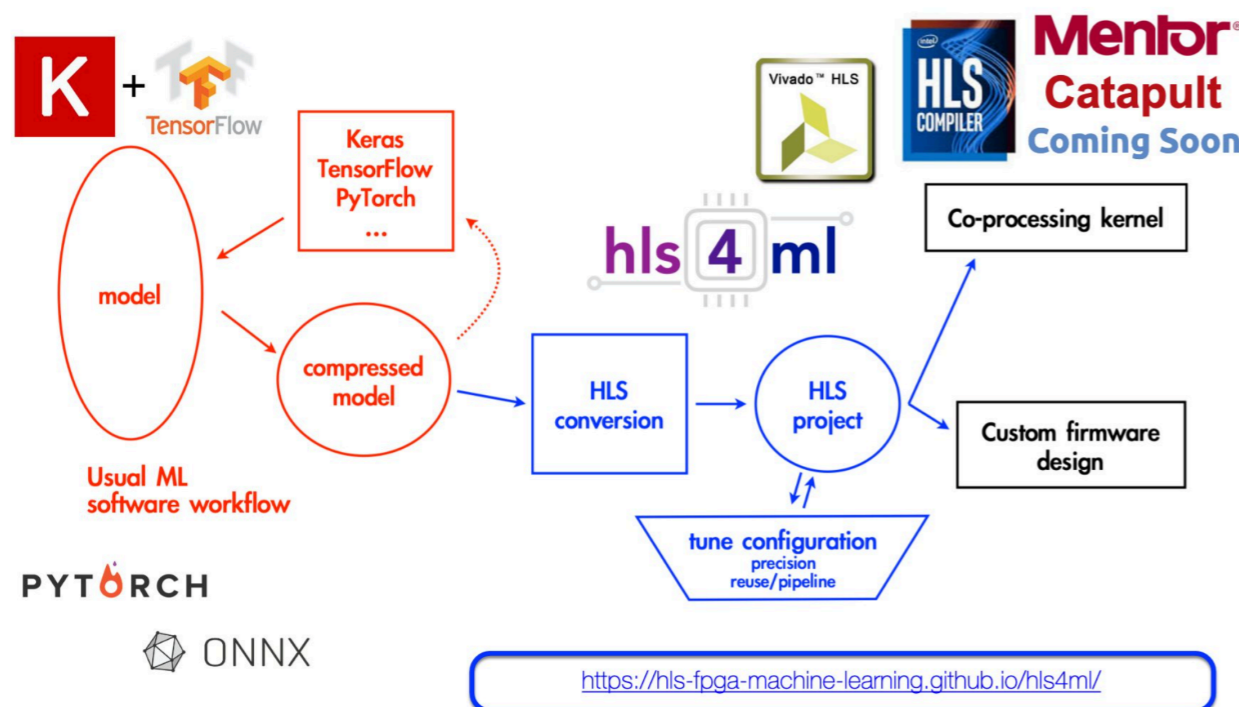 K
+
TensorFlow
Keras
TensorFlow
PyTorch
...
model
compressed
model
Usual ML
software workflow
PYTORCH
ONNX
hls 4 ml
Vivado™ HLS
intel
HLS
COMPILER
Mentor®
Catapult
Coming Soon
HLS
conversion
HLS
project
tune configuration
precision
reuse/pipeline
Co-processing kernel
Custom firmware
design
https://hls-fpga-machine-learning.github.io/hls4ml/